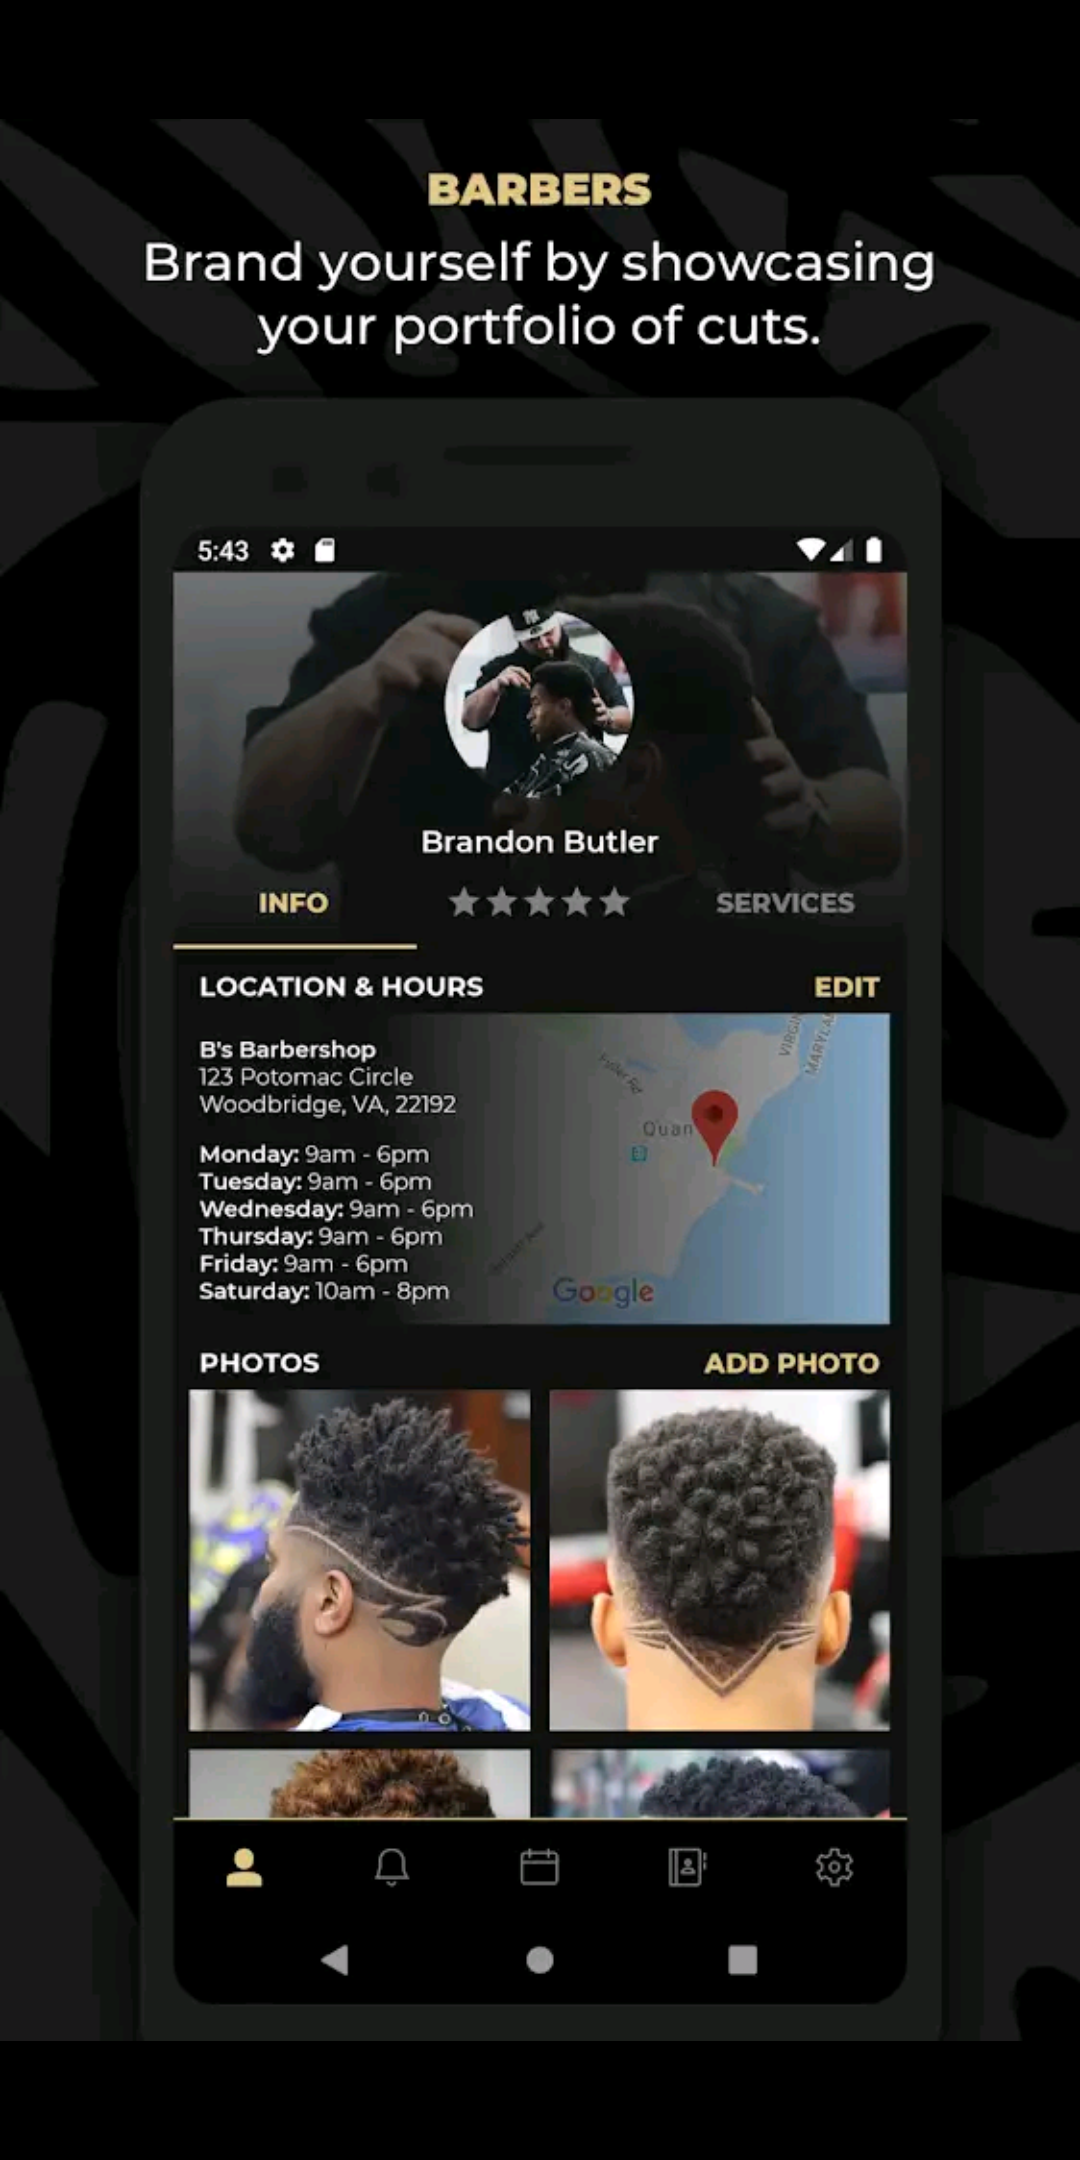 BARBERS
Brand yourself by showcasing
your portfolio of cuts.
5:43
Brandon Butler
INFO
SERVICES
LOCATION & HOURS
EDIT
B's Barbershop
123 Potomac Circle
Woodbridge, VA, 22192
Monday: 9am - 6pm
Tuesday: 9am - 6pm
Wednesday: 9am - 6pm
Thursday: 9am - 6pm
Friday: 9am - 6pm
Saturday: 10am - 8pm
Quan
Google
PHOTOS
ADD PHOTO